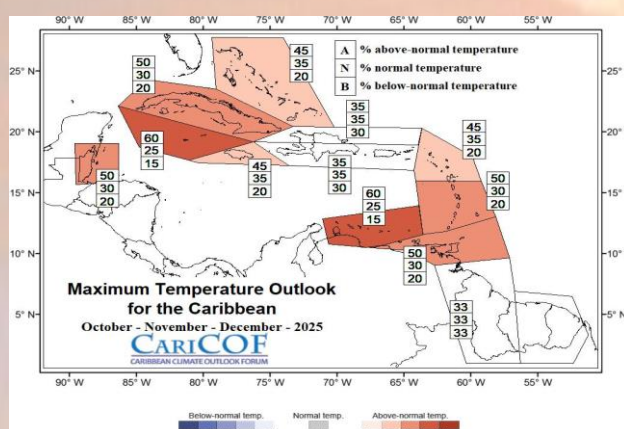 90°W 85°W 80°W 75°W 70°W 65°W 60°W 55°W
25°N
20°N
15°N
10°N
5°N
25°N
20°N
15°N
10°N
5°N
A % above-normal temperature
N % normal temperature
B % below-normal temperature
45
35
20
50
30
20
35
35
30
45
35
20
60
25
15
50
30
20
45
35
20
35
35
30
60
25
15
50
30
20
50
30
20
33
33
33
Maximum Temperature Outlook
for the Caribbean
October - November - December - 2025
CARICOF
CARIBBEAN CLIMATE OUTLOOK FORUM
90°W 85°W 80°W 75°W 70°W 65°W 60°W 55°W
Below-normal temp. Normal temp. Above-normal temp.